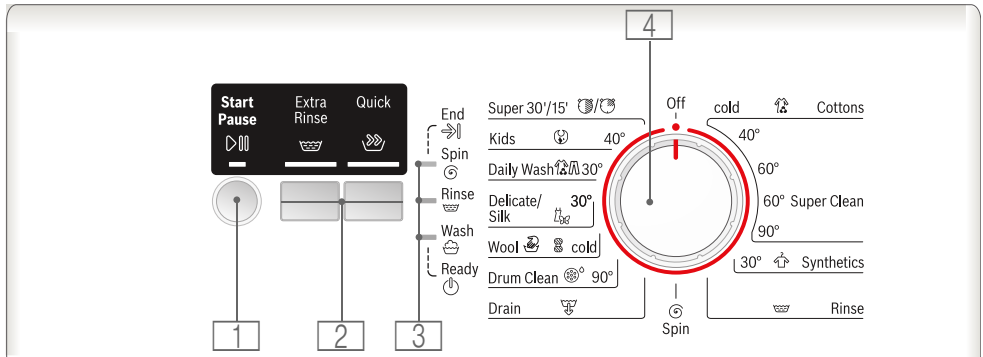 4
Start
Pause
Extra
Rinse
Quick
End
Spin
Rinse
Wash
Ready
Super 30'/15'
Kids 40°
Daily Wash 30°
Delicate/
Silk 30°
Wool cold
Drum Clean 90°
Drain
Off
Spin
cold Cottons
40°
60°
60° Super Clean
90°
30° Synthetics
Rinse
1
2
3